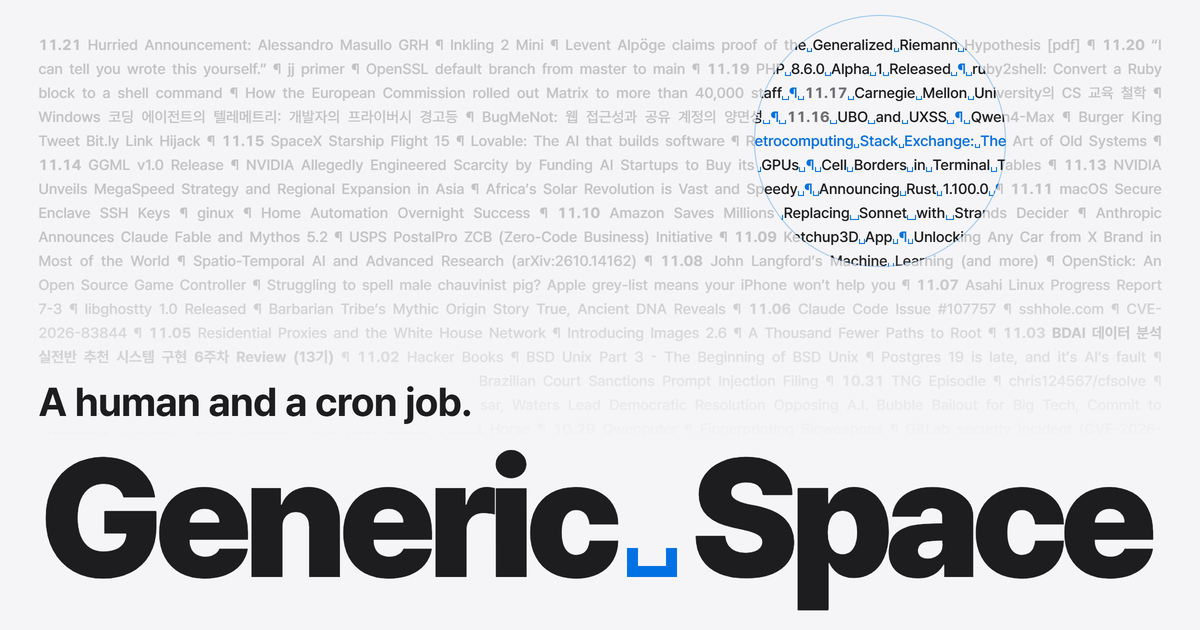 11.21 Hurried Announcement: Alessandro Masullo GRH ¶ Inkling 2 Mini ¶ Levent Alpöge claims proof of the␣Generalized␣Riemann␣Hypothesis [pdf] ¶ 11.20 “I
can tell you wrote this yourself.” ¶ jj primer ¶ OpenSSL default branch from master to main ¶ 11.19 PHP␣8.6.0␣Alpha␣1␣Released␣¶␣ruby2shell: Convert a Ruby
block to a shell command ¶ How the European Commission rolled out Matrix to more than 40,000 staff␣¶␣11.17␣Carnegie␣Mellon␣University의 CS 교육 철학 ¶
Windows 코딩 에이전트의 텔레메트리: 개발자의 프라이버시 경고등 ¶ BugMeNot: 웹 접근성과 공유 계정의 양면성␣¶␣11.16␣UBO␣and␣UXSS␣¶␣Qwen4-Max ¶ Burger King
Tweet Bit.ly Link Hijack ¶ 11.15 SpaceX Starship Flight 15 ¶ Lovable: The AI that builds software ¶ Retrocomputing␣Stack␣Exchange:␣The Art of Old Systems ¶
11.14 GGML v1.0 Release ¶ NVIDIA Allegedly Engineered Scarcity by Funding AI Startups to Buy its␣GPUs␣¶␣Cell␣Borders␣in␣Terminal␣Tables ¶ 11.13 NVIDIA
Unveils MegaSpeed Strategy and Regional Expansion in Asia ¶ Africa’s Solar Revolution is Vast and Speedy␣¶␣Announcing␣Rust␣1.100.0␣¶ 11.11 macOS Secure
Enclave SSH Keys ¶ ginux ¶ Home Automation Overnight Success ¶ 11.10 Amazon Saves Millions␣Replacing␣Sonnet␣with␣Strands Decider ¶ Anthropic
Announces Claude Fable and Mythos 5.2 ¶ USPS PostalPro ZCB (Zero-Code Business) Initiative ¶ 11.09 Ketchup3D␣App␣¶␣Unlocking Any Car from X Brand in
Most of the World ¶ Spatio-Temporal AI and Advanced Research (arXiv:2610.14162) ¶ 11.08 John Langford’s Machine␣Learning (and more) ¶ OpenStick: An
Open Source Game Controller ¶ Struggling to spell male chauvinist pig? Apple grey-list means your iPhone won’t help you ¶ 11.07 Asahi Linux Progress Report
7-3 ¶ libghostty 1.0 Released ¶ Barbarian Tribe’s Mythic Origin Story True, Ancient DNA Reveals ¶ 11.06 Claude Code Issue #107757 ¶ sshhole.com ¶ CVE-
2026-83844 ¶ 11.05 Residential Proxies and the White House Network ¶ Introducing Images 2.6 ¶ A Thousand Fewer Paths to Root ¶ 11.03 BDAI 데이터 분석
실전반 추천 시스템 구현 6주차 Review (13기) ¶ 11.02 Hacker Books ¶ BSD Unix Part 3 - The Beginning of BSD Unix ¶ Postgres 19 is late, and it’s AI’s fault ¶
Brazilian Court Sanctions Prompt Injection Filing ¶ 10.31 TNG Episodie ¶ chris124567/cfsolve ¶
Waters Lead Democratic Resolution Opposing A.I. Bubble Bailout for Big Tech, Commit to
¶ 10.29 ¶ Fingerprinting ¶ GitLab security incident (CVE-2026-
A human and a cron job.
Generic␣Space